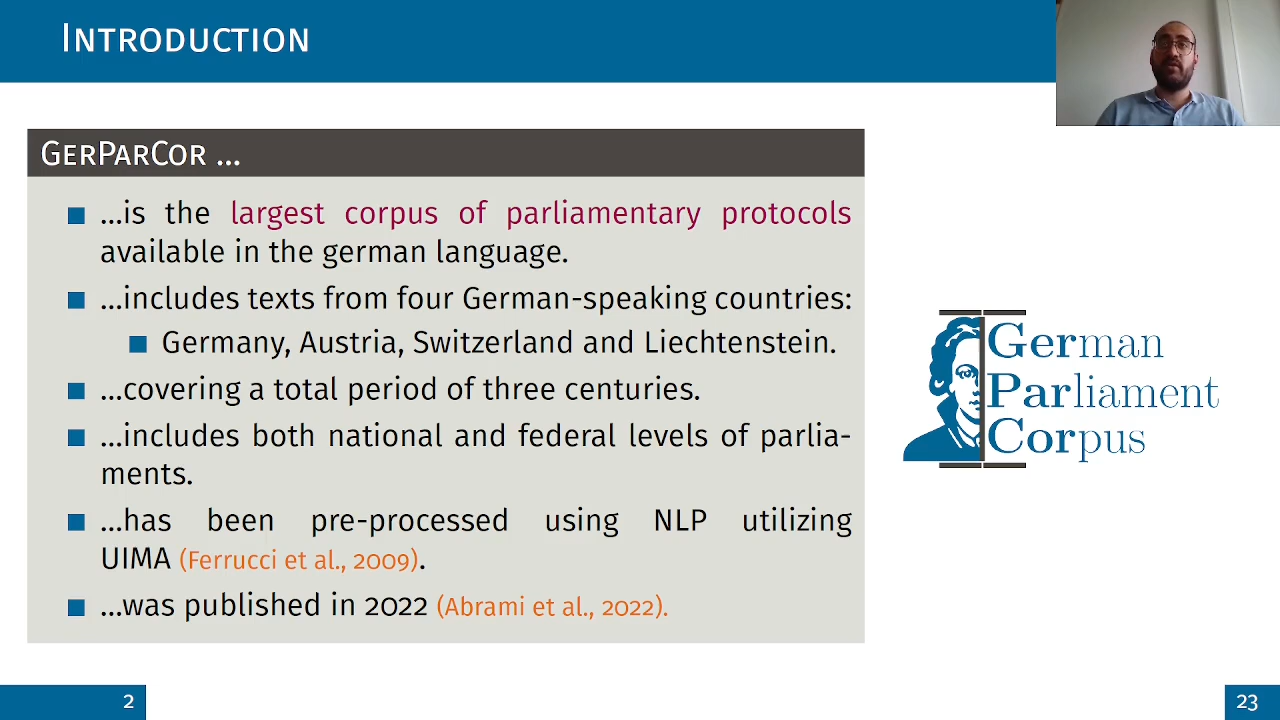 INTRODUCTION
GERPARCOR ...
...is the largest corpus of parliamentary protocols
available in the german language.
...includes texts from four German-speaking countries:
Germany, Austria, Switzerland and Liechtenstein.
...covering a total period of three centuries.
...includes both national and federal levels of parlia-
ments.
...has been pre-processed using NLP utilizing
UIMA (Ferrucci et al., 2009).
...was published in 2022 (Abrami et al., 2022).
German
Parliament
Corpus
2
23